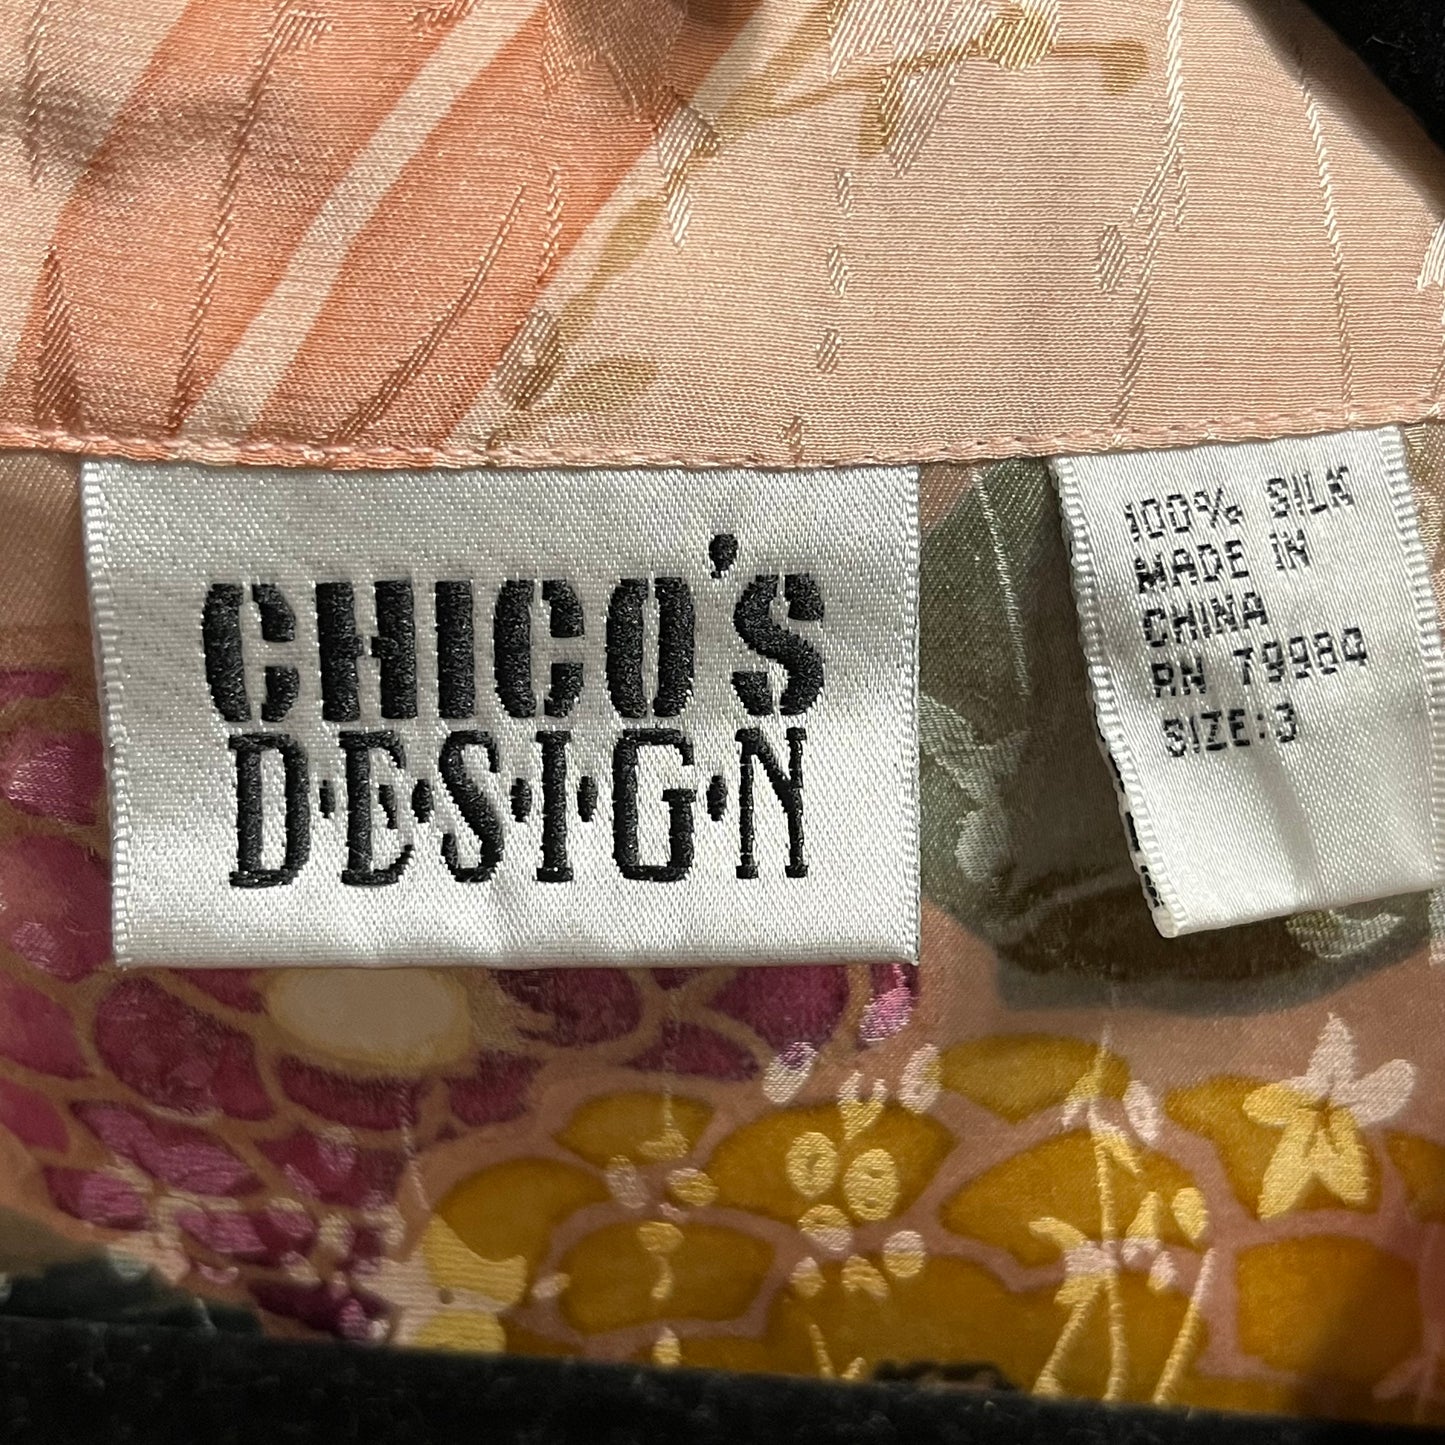 CHICO'S
D·E·S·I·G·N
100% SILK
MADE IN
CHINA
RN 79984
SIZE:3